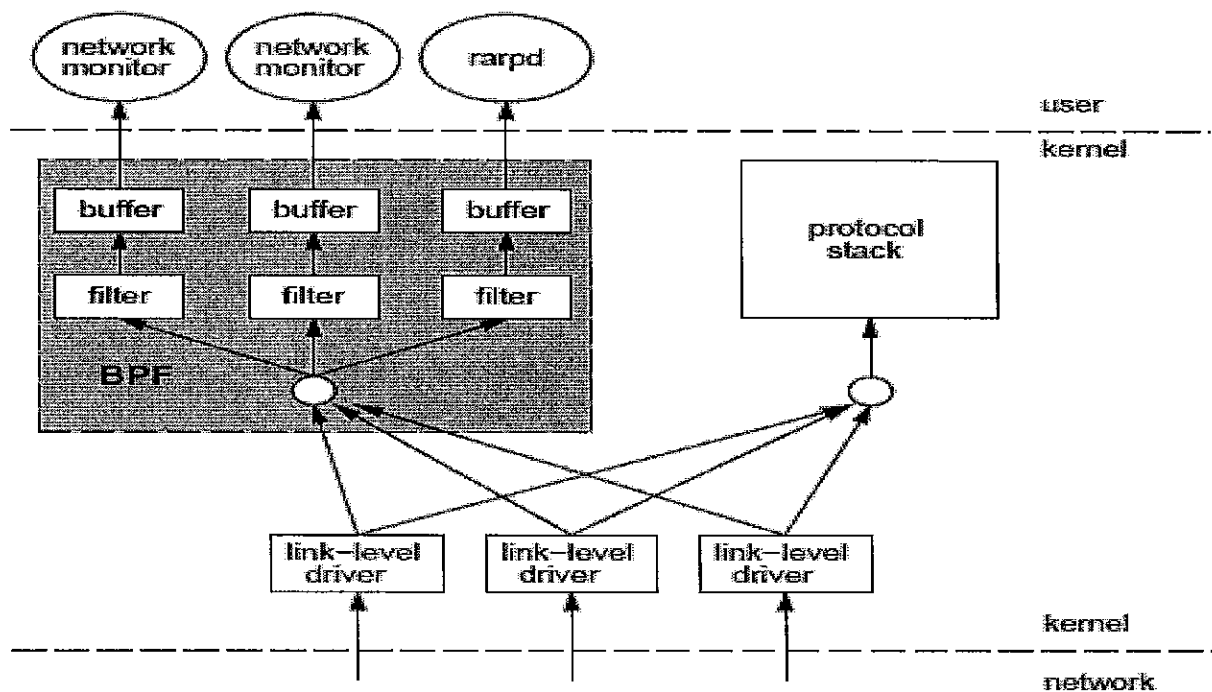 network
monitor
network
monitor
rarpd
user
kernel
buffer
buffer
buffer
protocol
stack
filter
filter
filter
BPF
link-level
driver
link-level
driver
link-level
driver
kernel
network